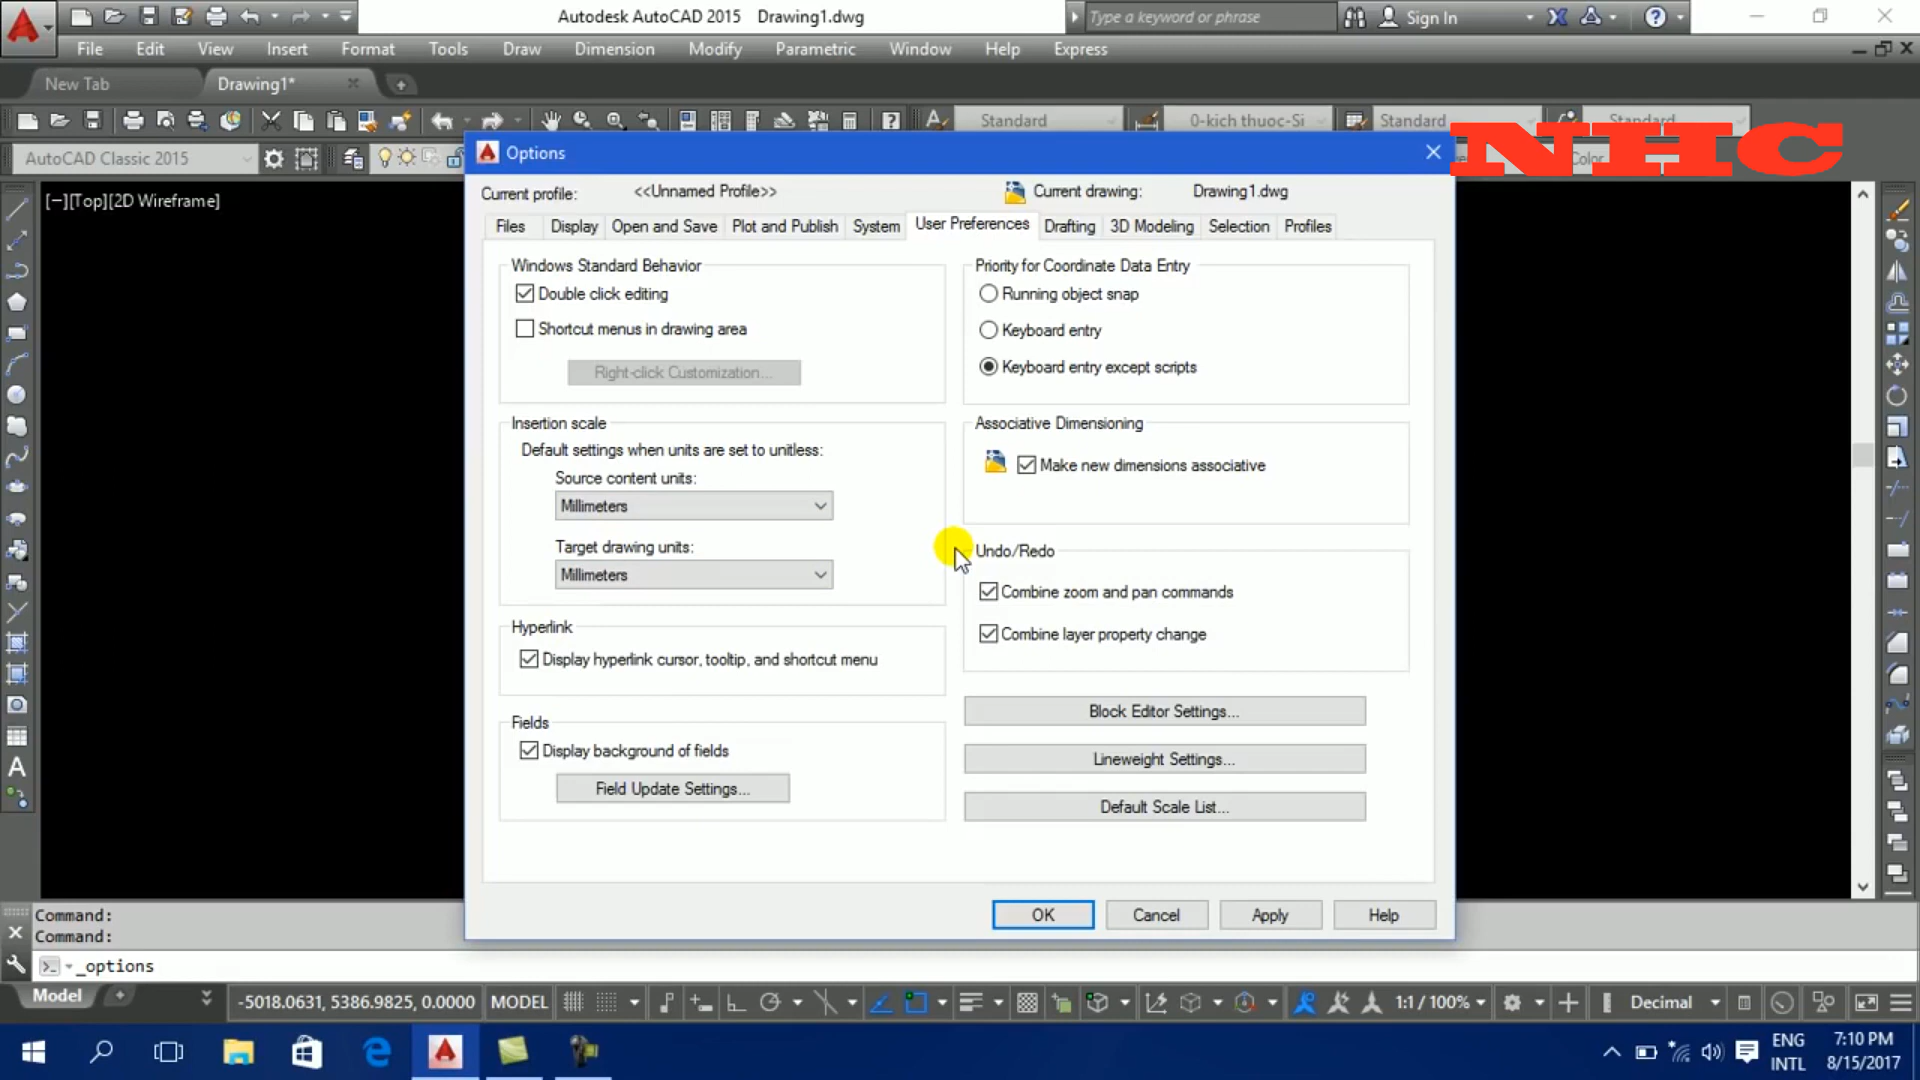 Autodesk AutoCAD 2015 Drawing1.dwg
Type a keyword or phrase
Sign In
File Edit View Insert Format Tools Draw Dimension Modify Parametric Window Help Express
New Tab
Drawing1*
Standard
0-kich thuoc-Si
Standard
Standard
AutoCAD Classic 2015
Color
NHC
[−][Top][2D Wireframe]
Options
Current profile:
<<Unnamed Profile>>
Current drawing:
Drawing1.dwg
Files Display Open and Save Plot and Publish System User Preferences Drafting 3D Modeling Selection Profiles
Windows Standard Behavior
Double click editing
Shortcut menus in drawing area
Right-click Customization...
Insertion scale
Default settings when units are set to unitless:
Source content units:
Millimeters
Target drawing units:
Millimeters
Hyperlink
Display hyperlink cursor, tooltip, and shortcut menu
Fields
Display background of fields
Field Update Settings...
Priority for Coordinate Data Entry
Running object snap
Keyboard entry
Keyboard entry except scripts
Associative Dimensioning
Make new dimensions associative
Undo/Redo
Combine zoom and pan commands
Combine layer property change
Block Editor Settings...
Lineweight Settings...
Default Scale List...
OK
Cancel
Apply
Help
Command:
Command:
_options
Model
-5018.0631, 5386.9825, 0.0000
MODEL
1:1 / 100%
Decimal
ENG
INTL
7:10 PM
8/15/2017